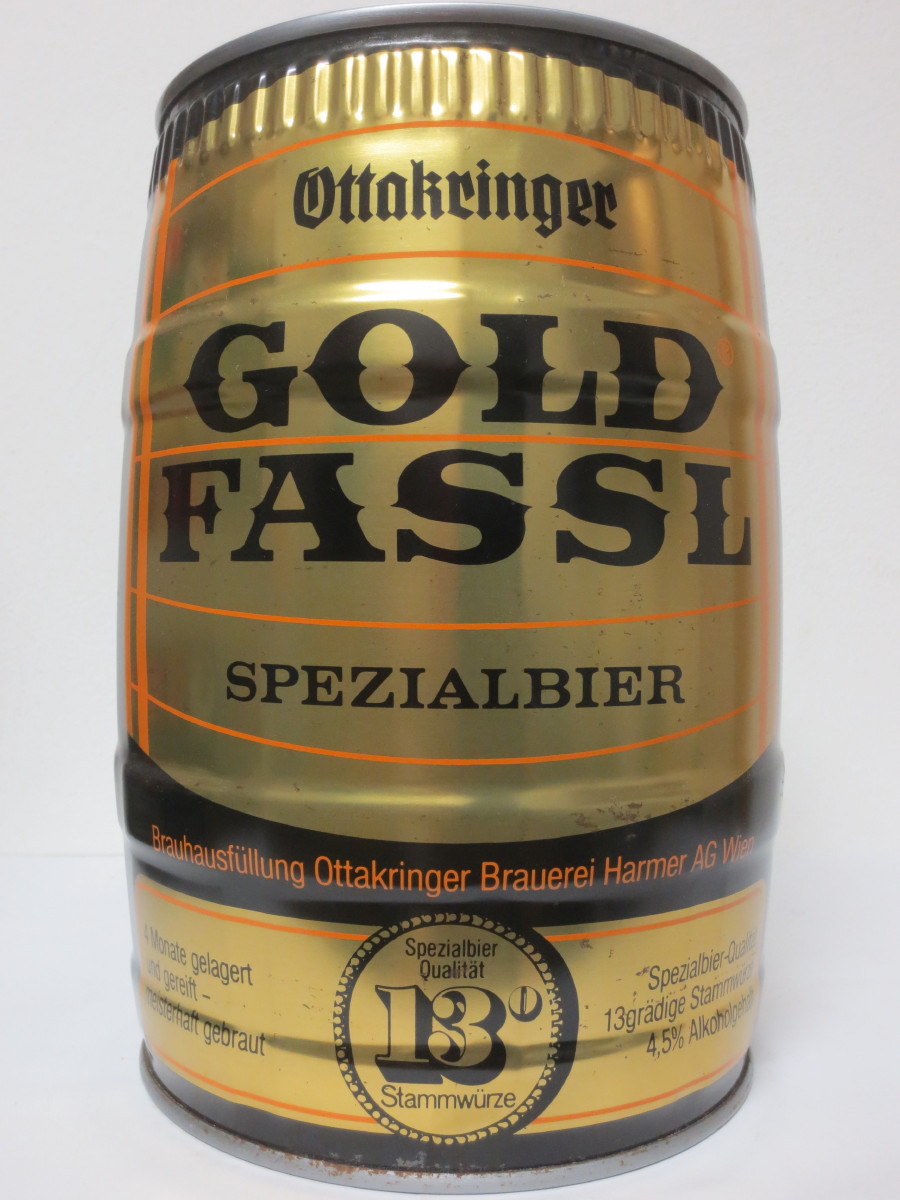 Ottakringer
GOLD®
FASSL
SPEZIALBIER
Brauhausfüllung Ottakringer Brauerei Harmer AG Wien
4 Monate gelagert
und gereift –
meisterhaft gebraut
Spezialbier
Qualität
13°
Stammwürze
Spezialbier-Qualität
13grädige Stammwürze
4,5% Alkoholgehalt